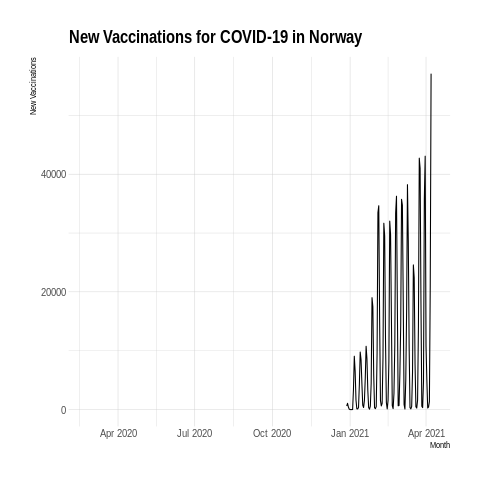 New Vaccinations for COVID-19 in Norway
New Vaccinations
40000
20000
0
Apr 2020 Jul 2020 Oct 2020 Jan 2021 Apr 2021
Month